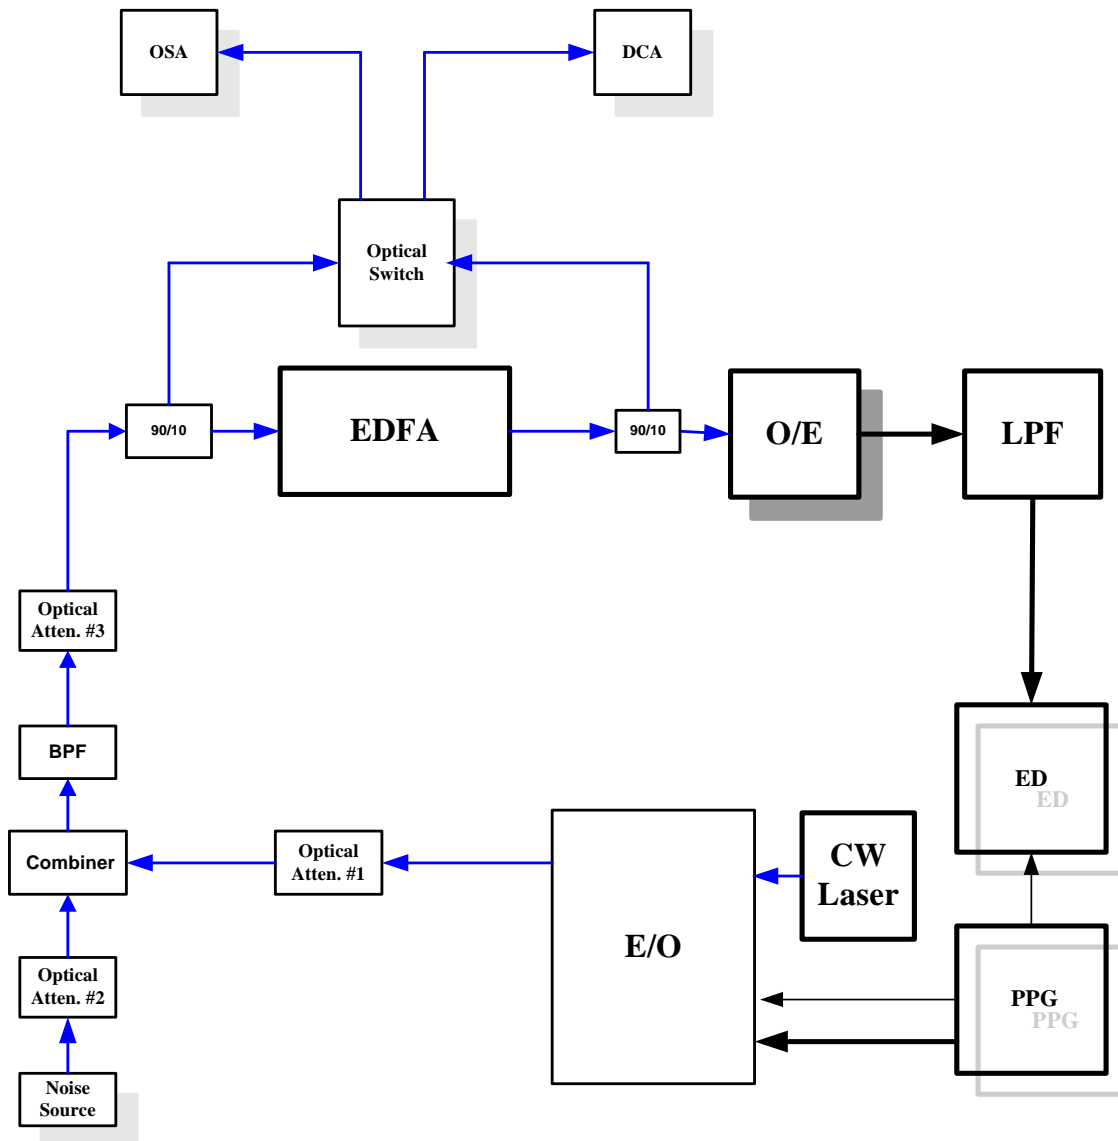 OSA
DCA
Optical
Switch
90/10
EDFA
90/10
O/E
LPF
Optical
Atten. #3
BPF
ED
ED
Combiner
Optical
Atten. #1
CW
Laser
E/O
Optical
Atten. #2
PPG
PPG
Noise
Source